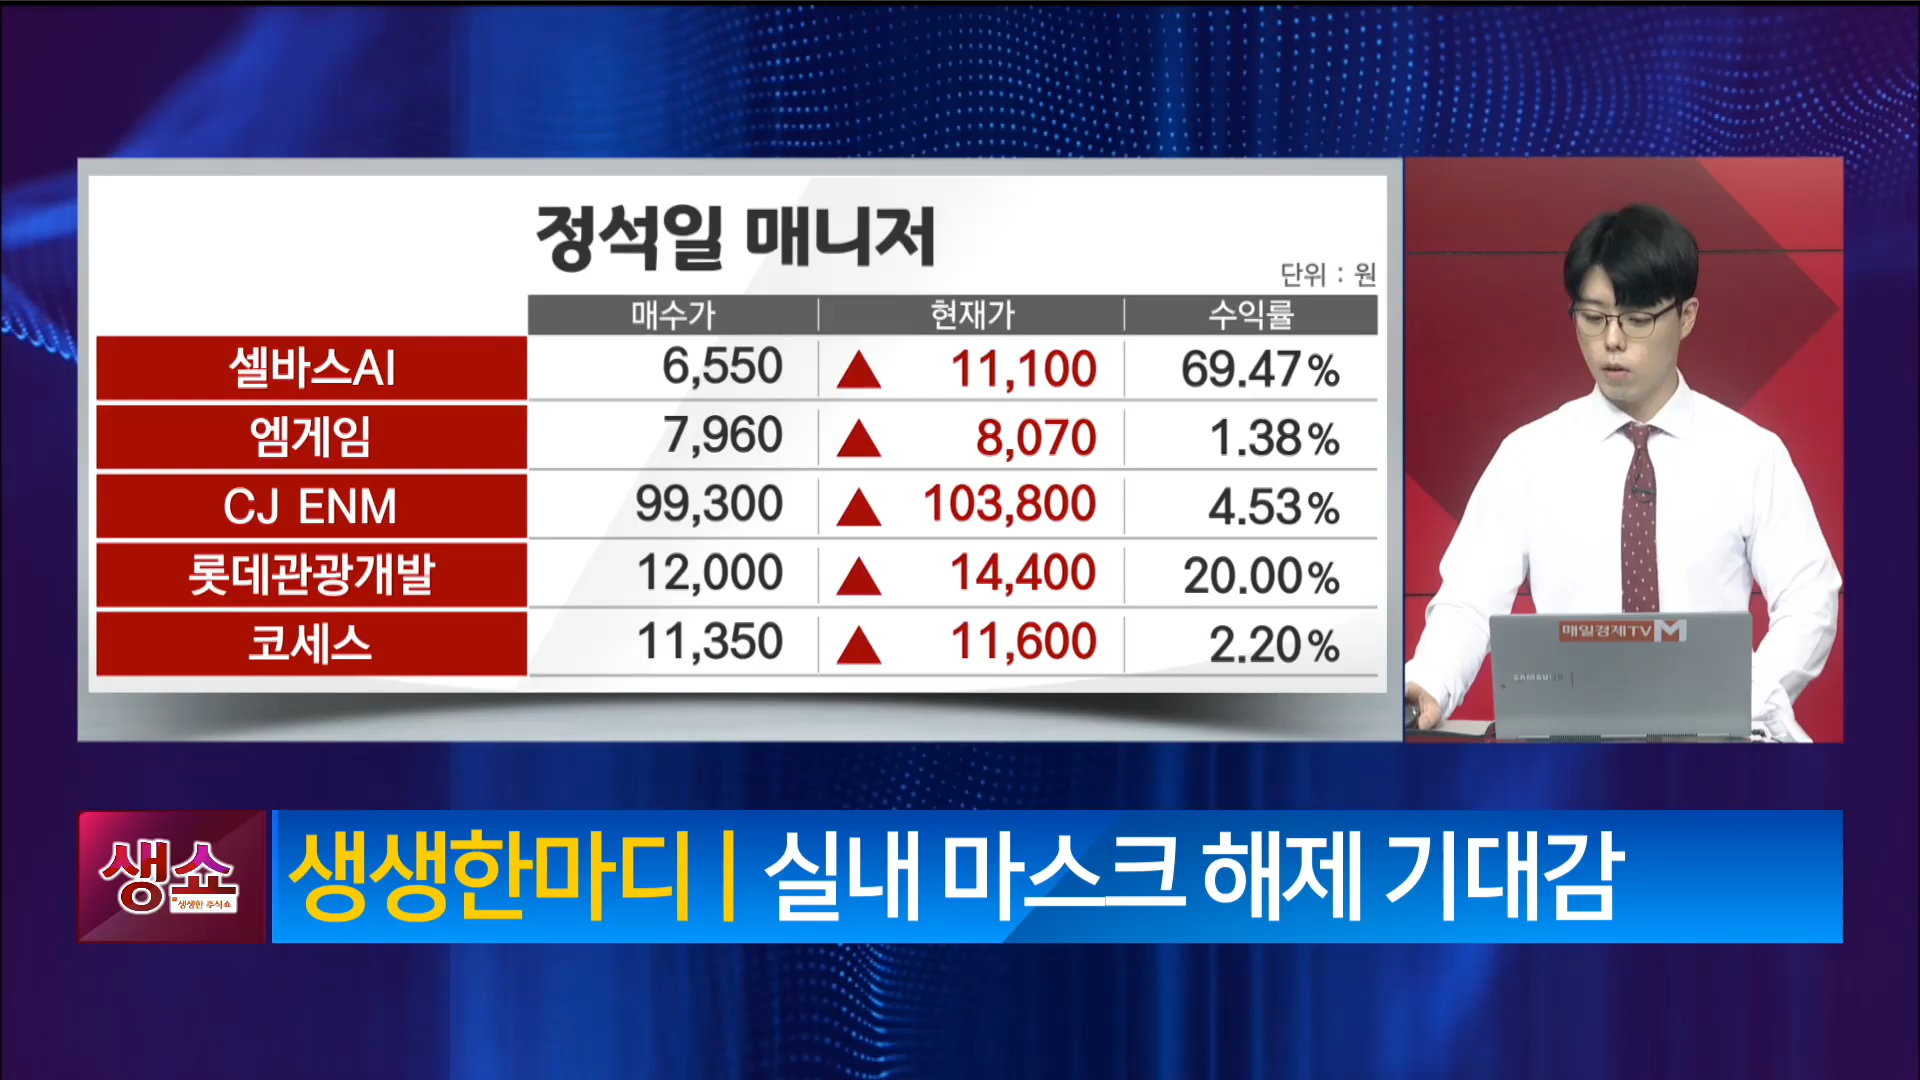 정석일 매니저
단위 : 원
매수가 현재가 수익률
셀바스AI 6,550 ▲ 11,100 69.47%
엠게임 7,960 ▲ 8,070 1.38%
CJ ENM 99,300 ▲ 103,800 4.53%
롯데관광개발 12,000 ▲ 14,400 20.00%
코세스 11,350 ▲ 11,600 2.20%
매일경제TV M
SAMSUNG
생쇼
생생한 주식쇼
생생한마디 | 실내 마스크 해제 기대감